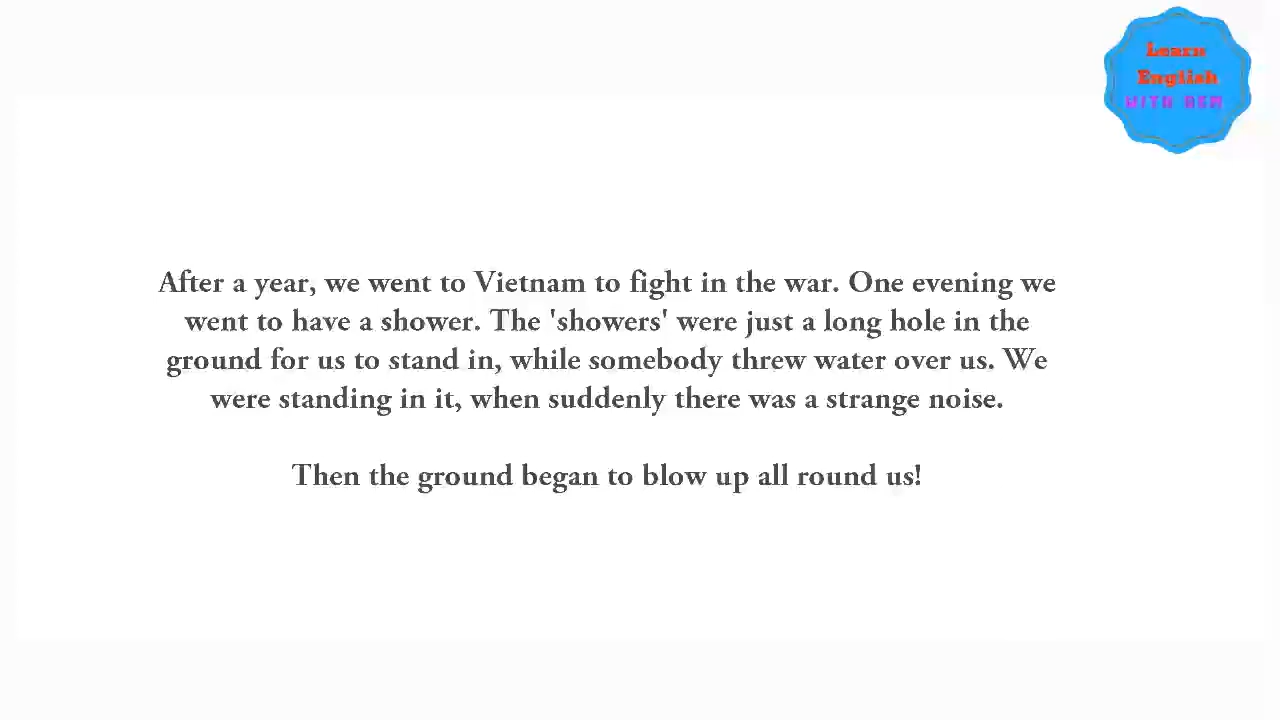 Learn
English
After a year, we went to Vietnam to fight in the war. One evening we
went to have a shower. The 'showers' were just a long hole in the
ground for us to stand in, while somebody threw water over us. We
were standing in it, when suddenly there was a strange noise.
Then the ground began to blow up all round us!